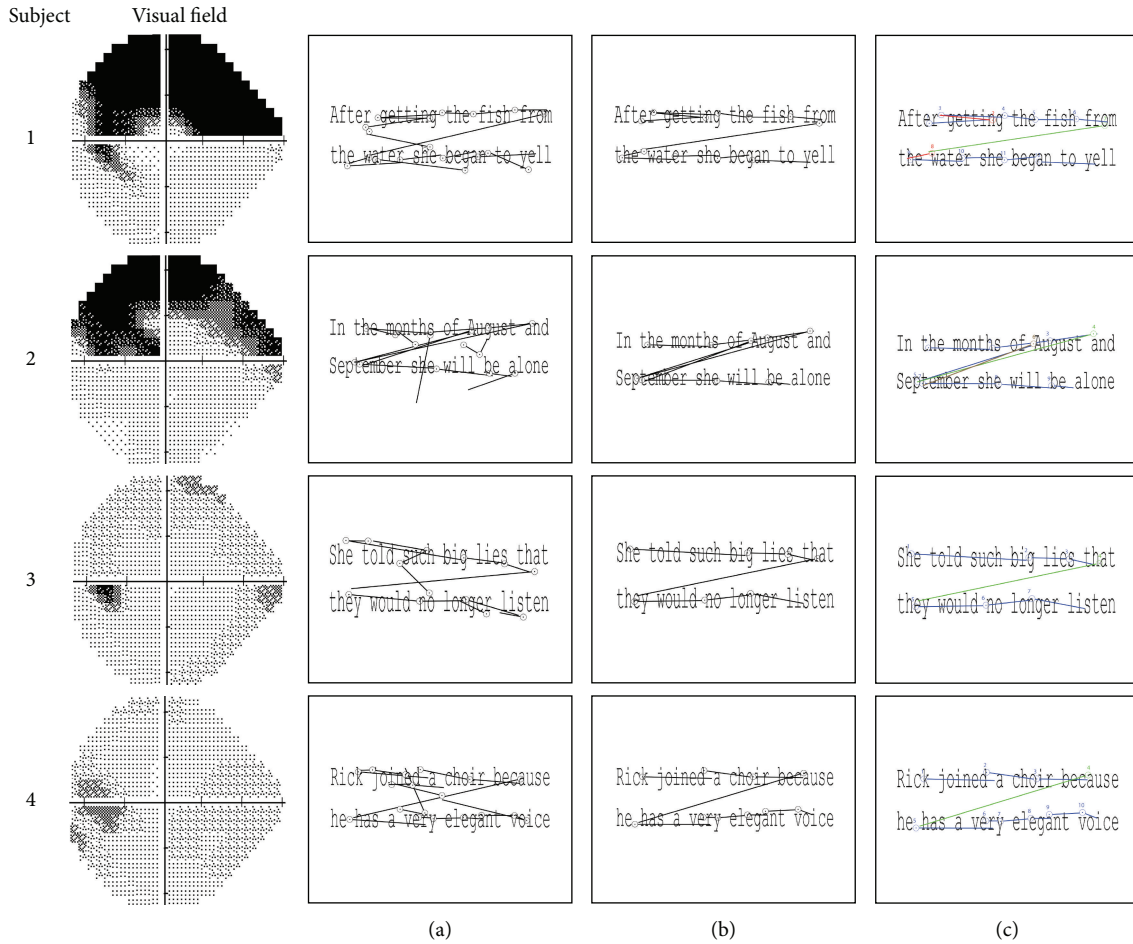 Subject Visual field
1
After getting the fish from
the water she began to yell
After getting the fish from
the water she began to yell
After getting the fish from
the water she began to yell
2
In the months of August and
September she will be alone
In the months of August and
September she will be alone
In the months of August and
September she will be alone
3
She told such big lies that
they would no longer listen
She told such big lies that
they would no longer listen
She told such big lies that
they would no longer listen
4
Rick joined a choir because
he has a very elegant voice
Rick joined a choir because
he has a very elegant voice
Rick joined a choir because
he has a very elegant voice
(a) (b) (c)